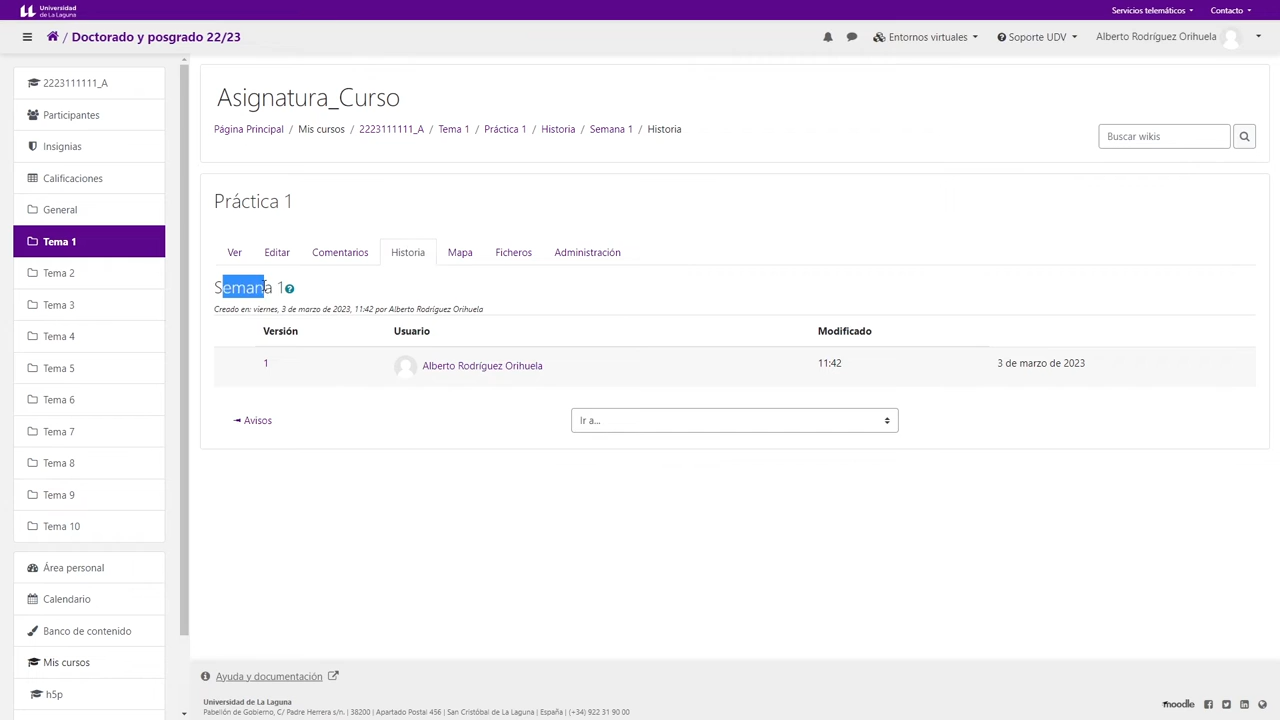 Universidad
de La Laguna
Servicios telemáticos
Contacto
/ Doctorado y posgrado 22/23
Entornos virtuales
Soporte UDV
Alberto Rodríguez Orihuela
2223111111_A
Participantes
Insignias
Calificaciones
General
Tema 1
Tema 2
Tema 3
Tema 4
Tema 5
Tema 6
Tema 7
Tema 8
Tema 9
Tema 10
Área personal
Calendario
Banco de contenido
Mis cursos
h5p
Asignatura_Curso
Página Principal / Mis cursos / 2223111111_A / Tema 1 / Práctica 1 / Historia / Semana 1 / Historia
Buscar wikis
Práctica 1
Ver Editar Comentarios Historia Mapa Ficheros Administración
Semana 1
Creado en: viernes, 3 de marzo de 2023, 11:42 por Alberto Rodríguez Orihuela
Versión Usuario Modificado
1 Alberto Rodríguez Orihuela 11:42 3 de marzo de 2023
◄ Avisos
Ir a...
Ayuda y documentación
Universidad de La Laguna
Pabellón de Gobierno, C/ Padre Herrera s/n. | 38200 | Apartado Postal 456 | San Cristóbal de La Laguna | España | (+34) 922 31 90 00
moodle